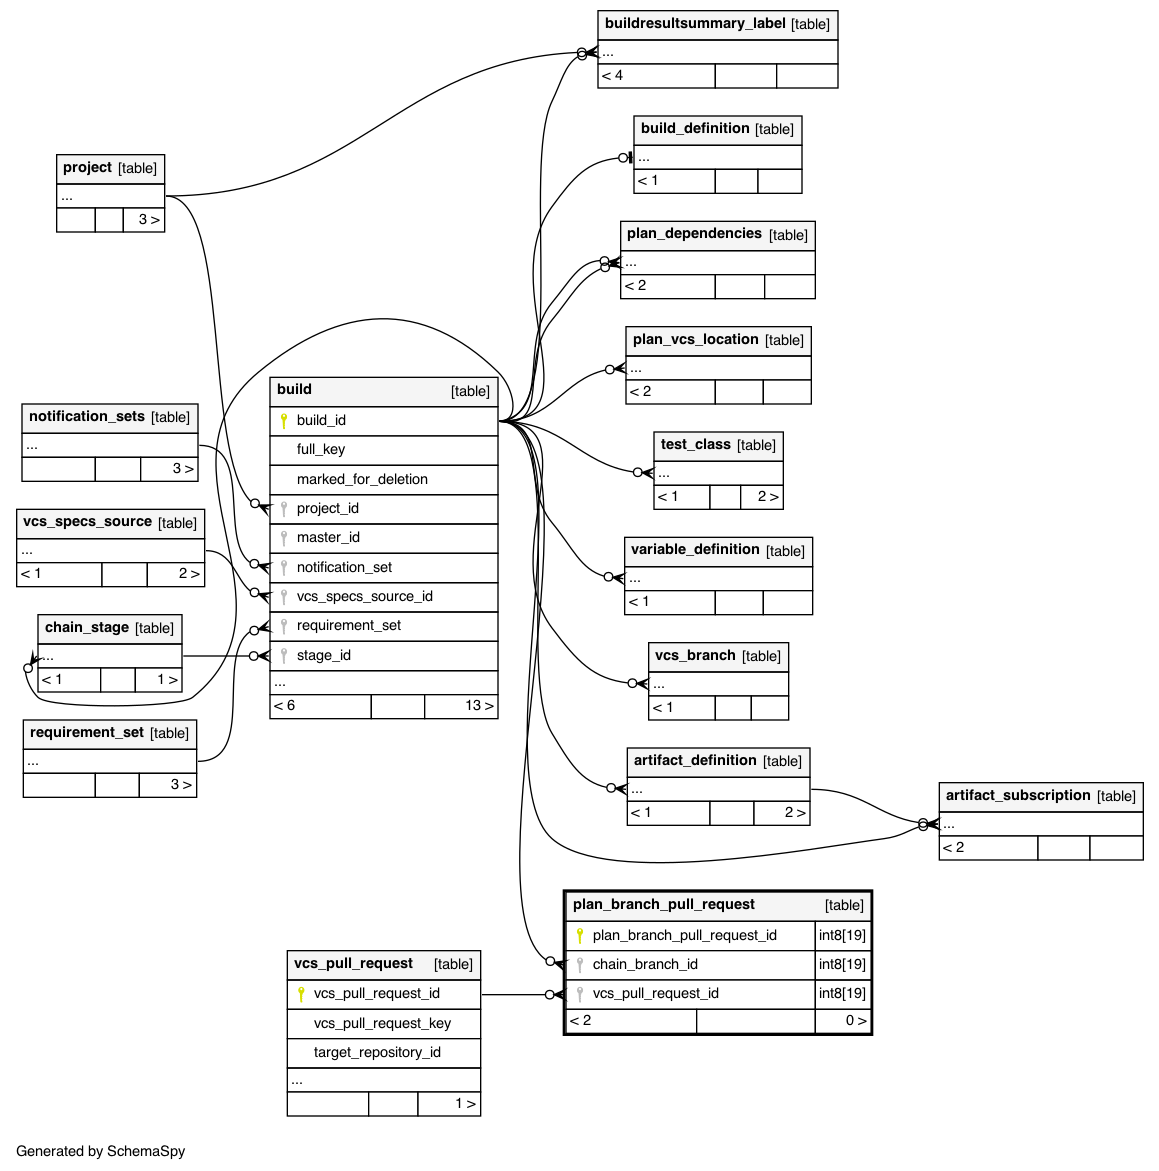 buildresultsummary_label [table]
...
< 4
build_definition [table]
...
< 1
project [table]
...
3 >
plan_dependencies [table]
...
< 2
plan_vcs_location [table]
...
< 2
build [table]
build_id
full_key
marked_for_deletion
project_id
master_id
notification_set
vcs_specs_source_id
requirement_set
stage_id
...
< 6 13 >
notification_sets [table]
...
3 >
test_class [table]
...
< 1 2 >
vcs_specs_source [table]
...
< 1 2 >
variable_definition [table]
...
< 1
chain_stage [table]
...
< 1 1 >
vcs_branch [table]
...
< 1
requirement_set [table]
...
3 >
artifact_definition [table]
...
< 1 2 >
artifact_subscription [table]
...
< 2
plan_branch_pull_request [table]
plan_branch_pull_request_id int8[19]
chain_branch_id int8[19]
vcs_pull_request_id int8[19]
< 2 0 >
vcs_pull_request [table]
vcs_pull_request_id
vcs_pull_request_key
target_repository_id
...
1 >
Generated by SchemaSpy